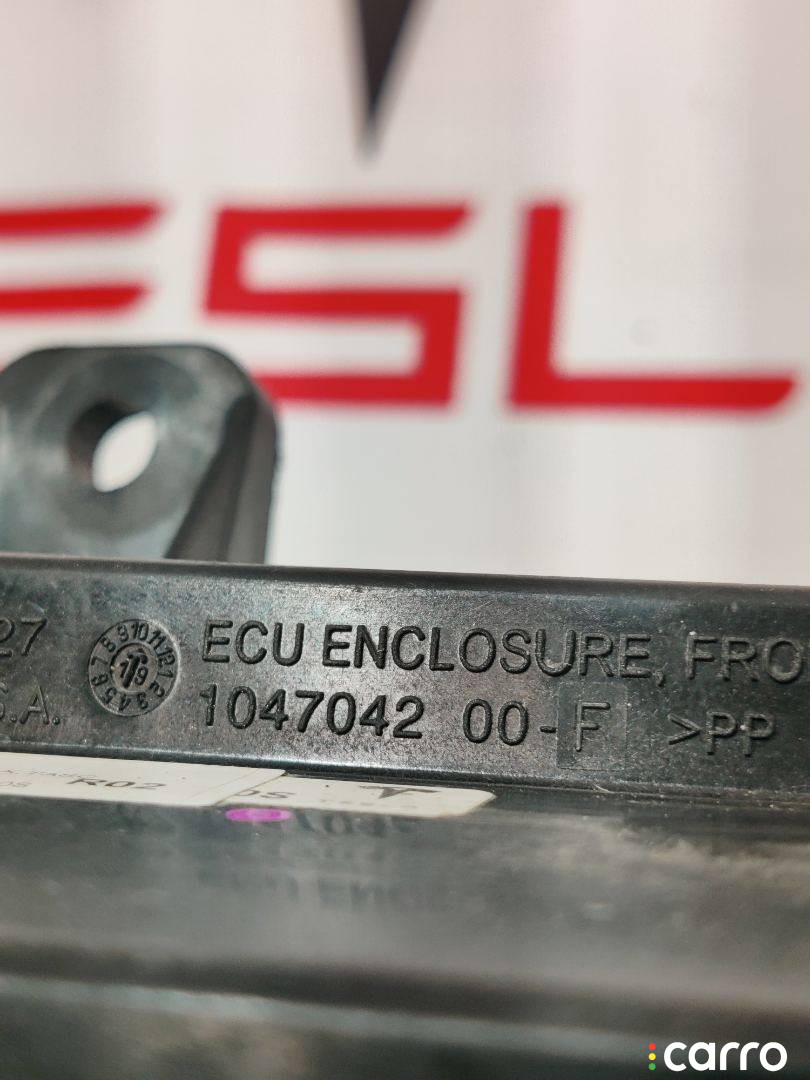 ESL
27 ECU ENCLOSURE, FRO
S.A. 1047042 00-F >PP
R02
carro